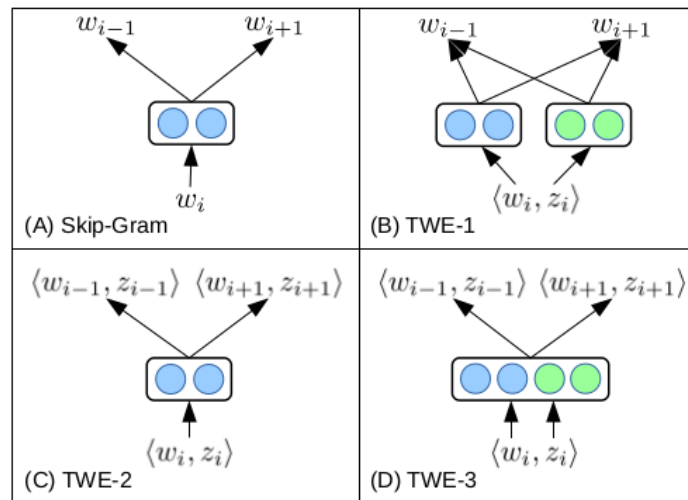 w_{i-1} w_{i+1}
w_i
(A) Skip-Gram
w_{i-1} w_{i+1}
⟨w_i, z_i⟩
(B) TWE-1
⟨w_{i-1}, z_{i-1}⟩ ⟨w_{i+1}, z_{i+1}⟩
⟨w_i, z_i⟩
(C) TWE-2
⟨w_{i-1}, z_{i-1}⟩ ⟨w_{i+1}, z_{i+1}⟩
⟨w_i, z_i⟩
(D) TWE-3